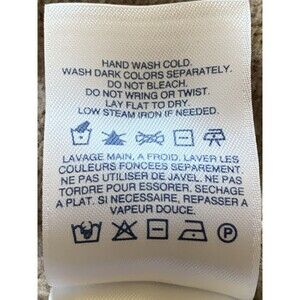 HAND WASH COLD.
WASH DARK COLORS SEPARATELY.
DO NOT BLEACH.
DO NOT WRING OR TWIST.
LAY FLAT TO DRY.
LOW STEAM IRON IF NEEDED.
LAVAGE MAIN, A FROID. LAVER LES
COULEURS FONCÉES SEPAREMENT.
NE PAS UTILISER DE JAVEL. NE PAS
TORDRE POUR ESSORER. SECHAGE
A PLAT. SI NECESSAIRE, REPASSER A
VAPEUR DOUCE.
P